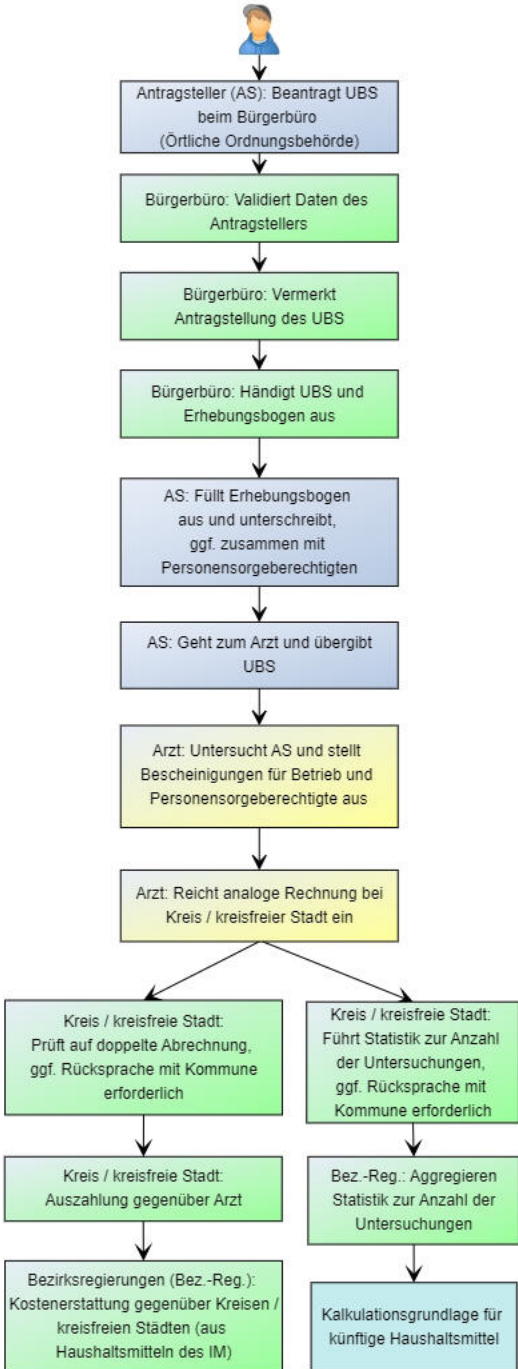 Antragsteller (AS): Beantragt UBS
beim Bürgerbüro
(Örtliche Ordnungsbehörde)
Bürgerbüro: Validiert Daten des
Antragstellers
Bürgerbüro: Vermerkt
Antragstellung des UBS
Bürgerbüro: Händigt UBS und
Erhebungsbogen aus
AS: Füllt Erhebungsbogen
aus und unterschreibt,
ggf. zusammen mit
Personensorgeberechtigten
AS: Geht zum Arzt und übergibt
UBS
Arzt: Untersucht AS und stellt
Bescheinigungen für Betrieb und
Personensorgeberechtigte aus
Arzt: Reicht analoge Rechnung bei
Kreis / kreisfreier Stadt ein
Kreis / kreisfreie Stadt:
Prüft auf doppelte Abrechnung,
ggf. Rücksprache mit Kommune
erforderlich
Kreis / kreisfreie Stadt:
Führt Statistik zur Anzahl
der Untersuchungen,
ggf. Rücksprache mit
Kommune erforderlich
Kreis / kreisfreie Stadt:
Auszahlung gegenüber Arzt
Bez.-Reg.: Aggregieren
Statistik zur Anzahl der
Untersuchungen
Bezirksregierungen (Bez.-Reg.):
Kostenerstattung gegenüber Kreisen /
kreisfreien Städten (aus
Haushaltsmitteln des IM)
Kalkulationsgrundlage für
künftige Haushaltsmittel